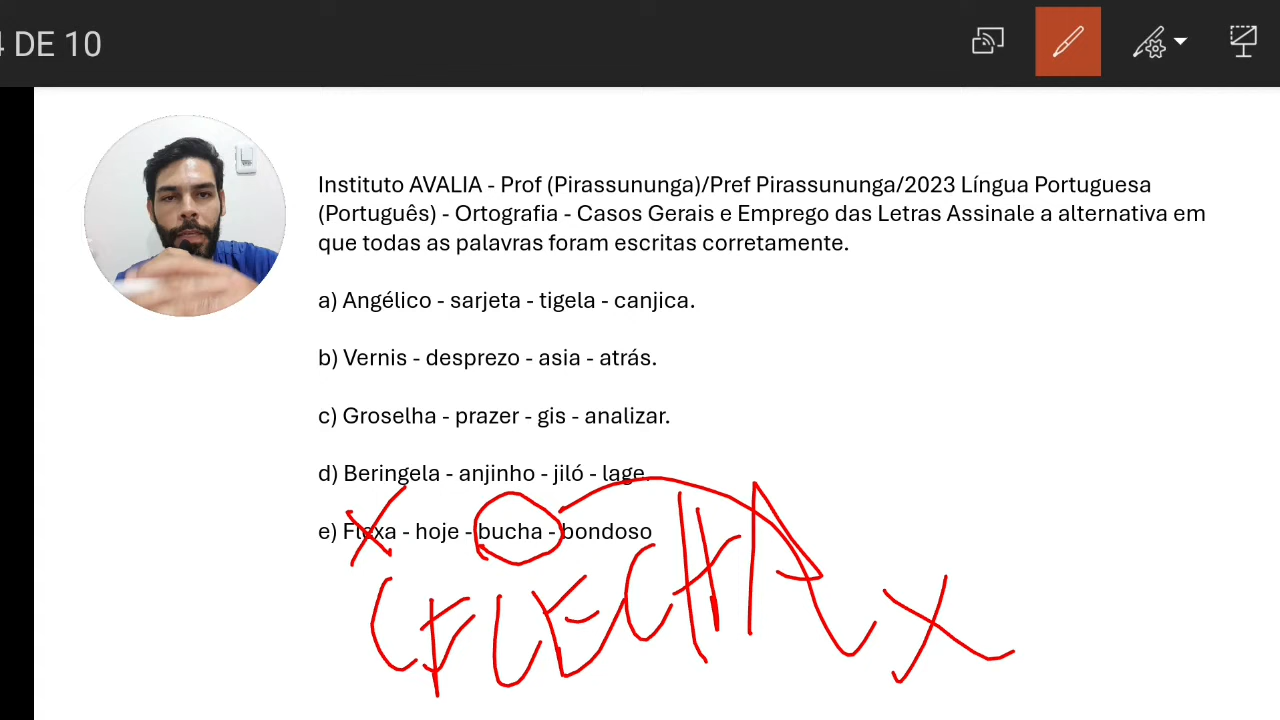 4 DE 10
Instituto AVALIA - Prof (Pirassununga)/Pref Pirassununga/2023 Língua Portuguesa
(Português) - Ortografia - Casos Gerais e Emprego das Letras Assinale a alternativa em
que todas as palavras foram escritas corretamente.
a) Angélico - sarjeta - tigela - canjica.
b) Vernis - desprezo - asia - atrás.
c) Groselha - prazer - gis - analizar.
d) Beringela - anjinho - jiló - lage.
e) Flexa - hoje - bucha - bondoso
FLECHA X